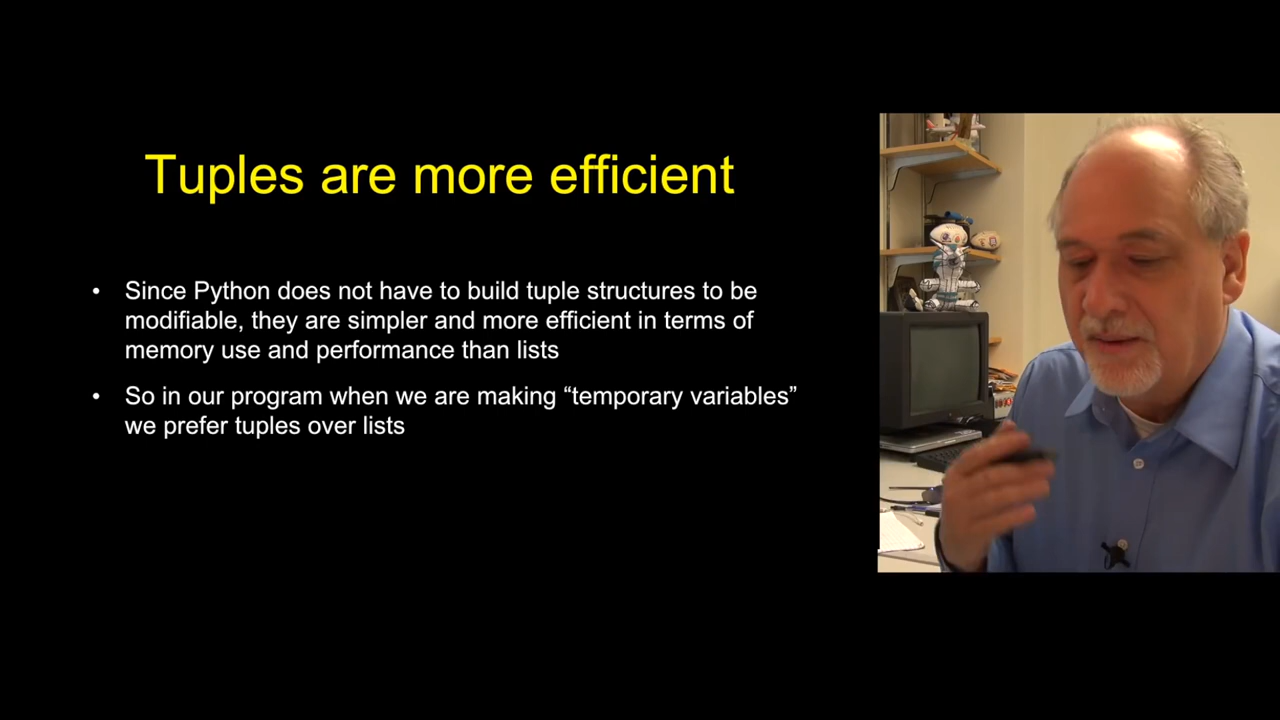 Tuples are more efficient
• Since Python does not have to build tuple structures to be
modifiable, they are simpler and more efficient in terms of
memory use and performance than lists
• So in our program when we are making “temporary variables”
we prefer tuples over lists